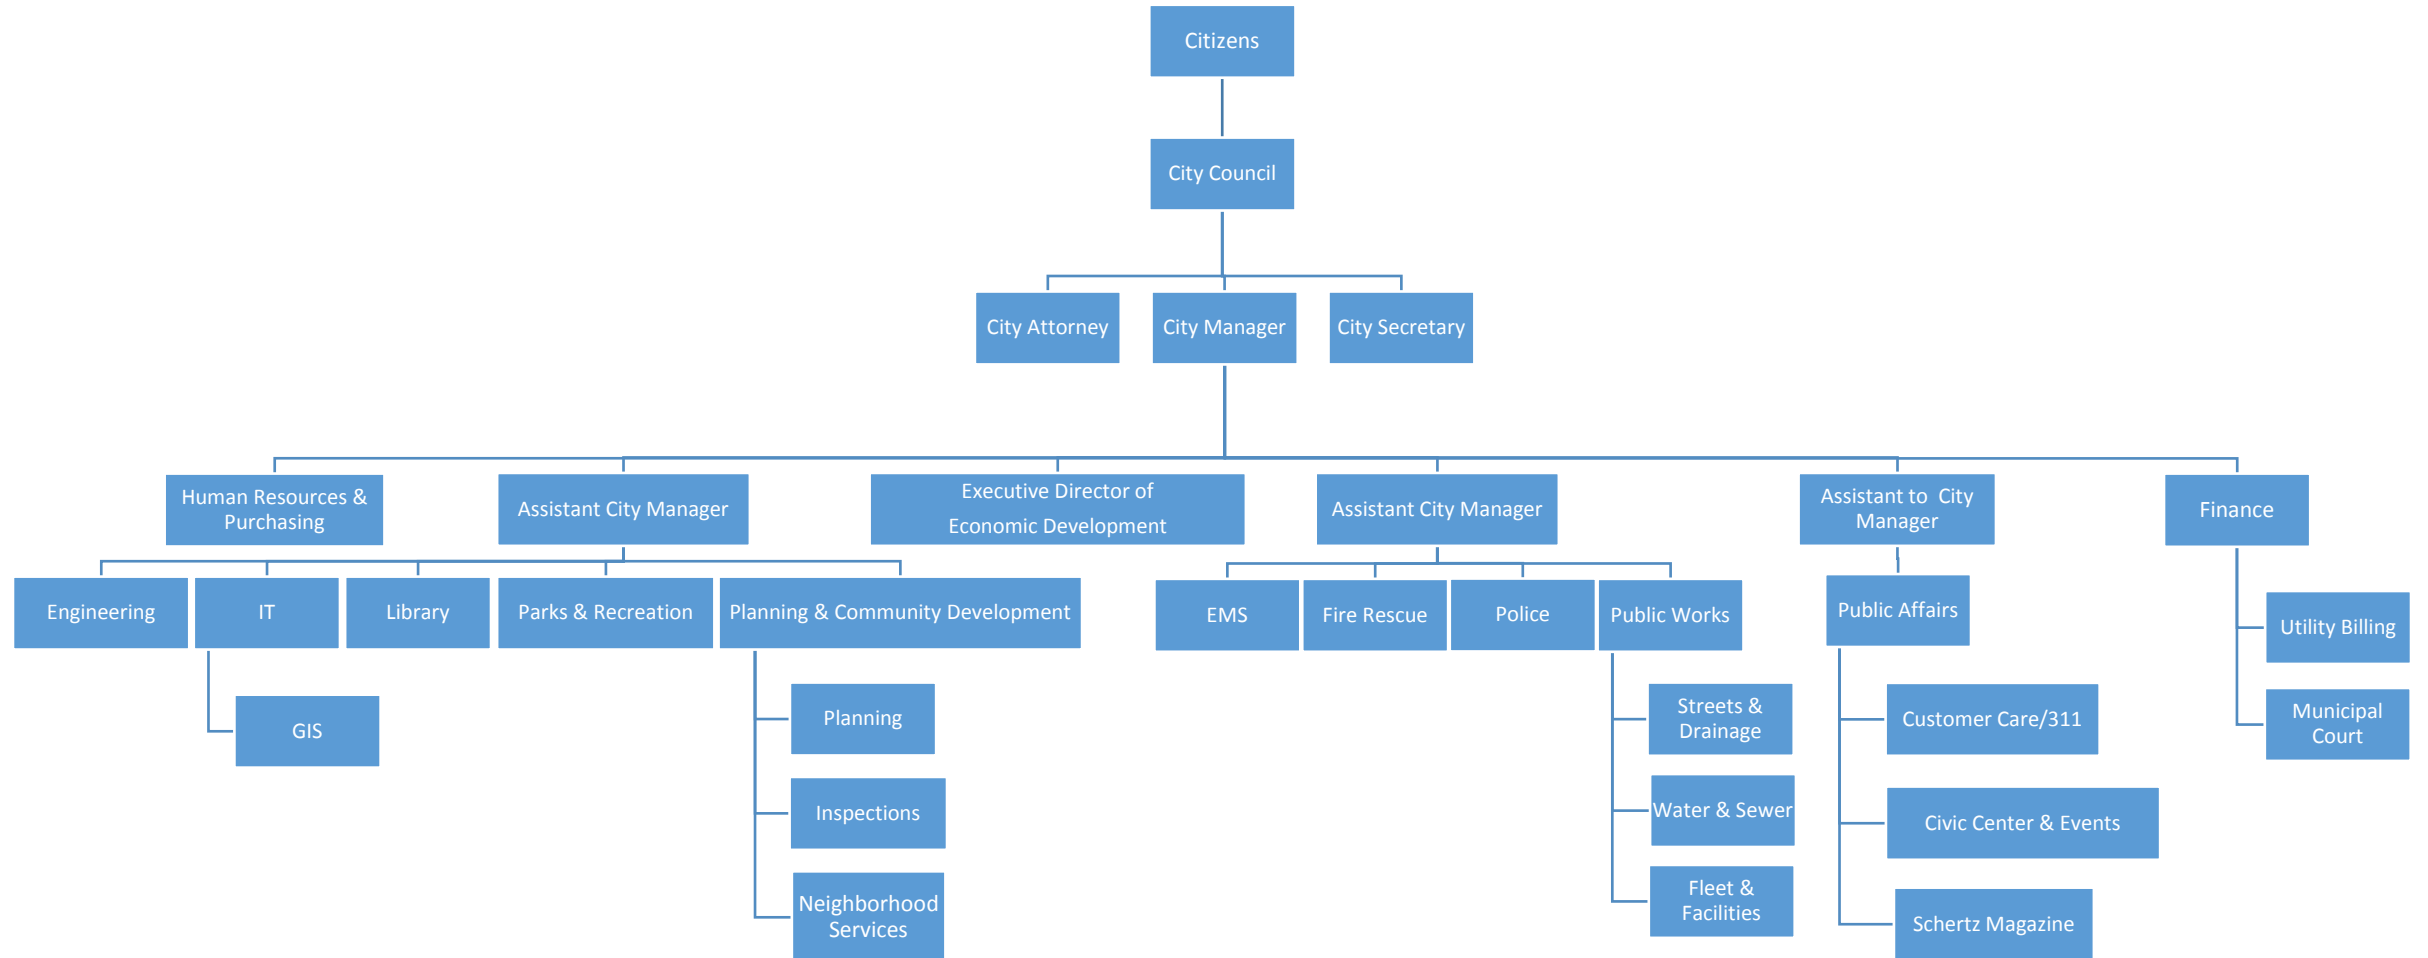 Citizens
City Council
City Attorney
City Manager
City Secretary
Human Resources &
Purchasing
Assistant City Manager
Executive Director of
Economic Development
Assistant City Manager
Assistant to City
Manager
Finance
Engineering
IT
Library
Parks & Recreation
Planning & Community Development
EMS
Fire Rescue
Police
Public Works
Public Affairs
Utility Billing
GIS
Planning
Inspections
Neighborhood
Services
Streets &
Drainage
Water & Sewer
Fleet &
Facilities
Customer Care/311
Civic Center & Events
Schertz Magazine
Municipal
Court